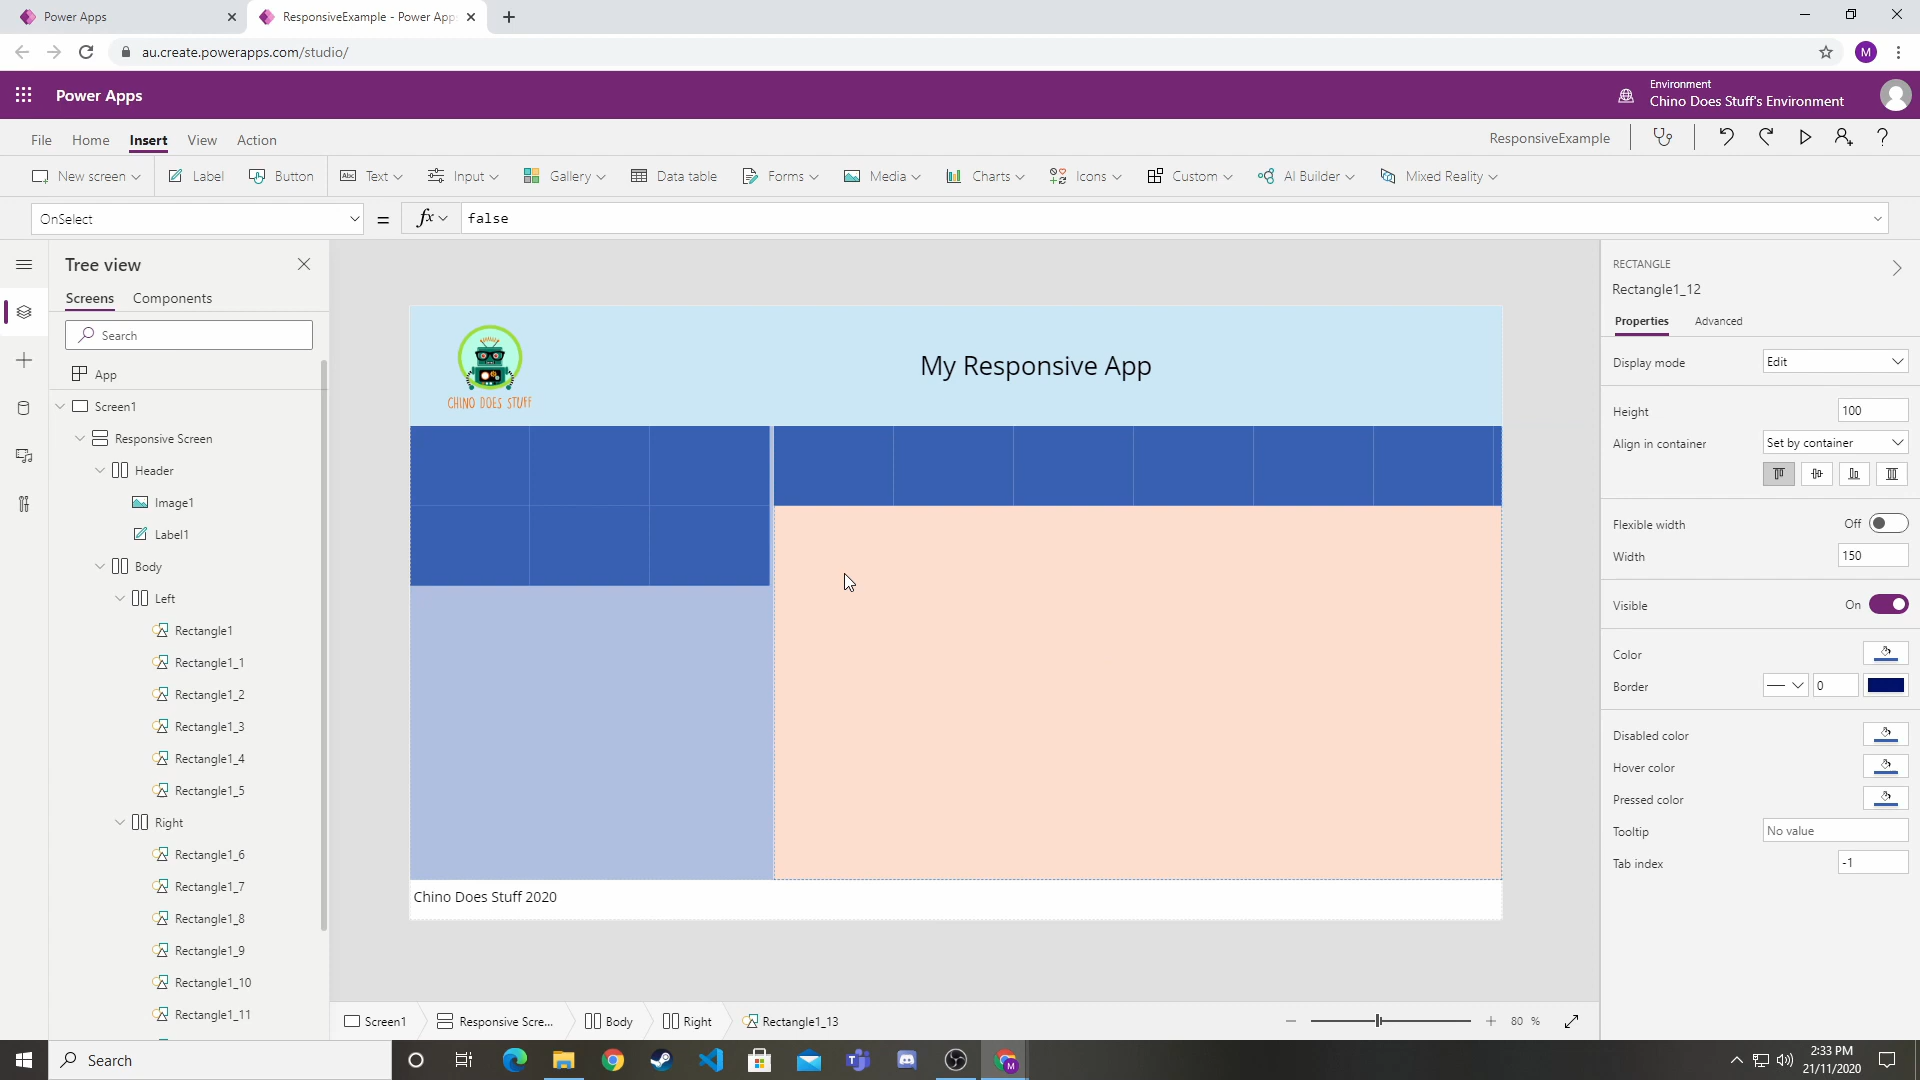 Power Apps
ResponsiveExample - Power App
au.create.powerapps.com/studio/
M
Power Apps
Environment
Chino Does Stuff's Environment
File Home Insert View Action
ResponsiveExample
New screen Label Button Text Input Gallery Data table Forms Media Charts Icons Custom AI Builder Mixed Reality
OnSelect = fx false
Tree view
Screens Components
Search
App
Screen1
Responsive Screen
Header
Image1
Label1
Body
Left
Rectangle1
Rectangle1_1
Rectangle1_2
Rectangle1_3
Rectangle1_4
Rectangle1_5
Right
Rectangle1_6
Rectangle1_7
Rectangle1_8
Rectangle1_9
Rectangle1_10
Rectangle1_11
CHINO DOES STUFF
My Responsive App
Chino Does Stuff 2020
Screen1 Responsive Scre... Body Right Rectangle1_13
80 %
RECTANGLE
Rectangle1_12
Properties Advanced
Display mode Edit
Height 100
Align in container Set by container
Flexible width Off
Width 150
Visible On
Color
Border 0
Disabled color
Hover color
Pressed color
Tooltip No value
Tab index -1
Search
2:33 PM
21/11/2020